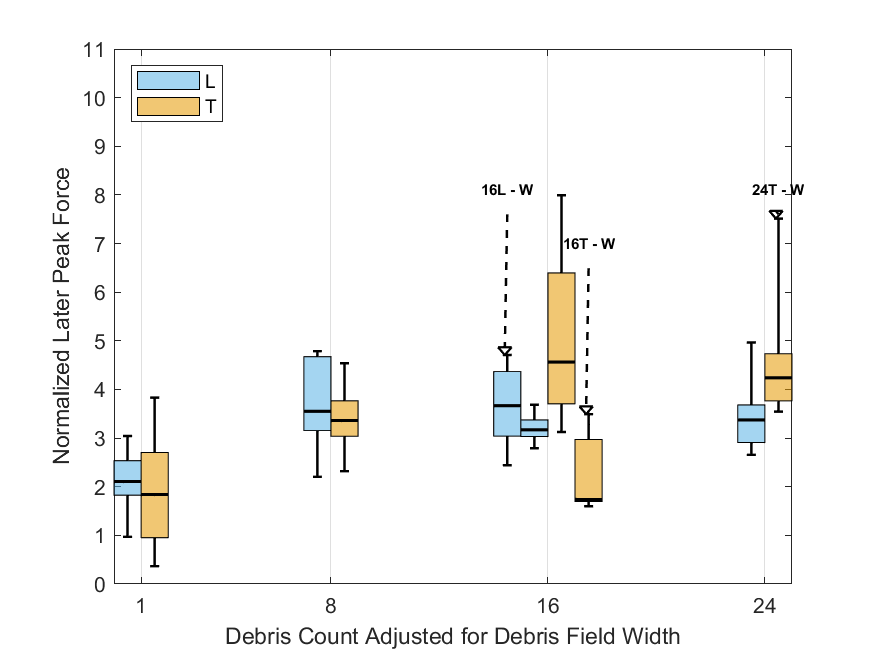 11
10
9
8
7
6
5
4
3
2
1
0
Normalized Later Peak Force
L
T
16L - W
16T - W
24T - W
1
8
16
24
Debris Count Adjusted for Debris Field Width